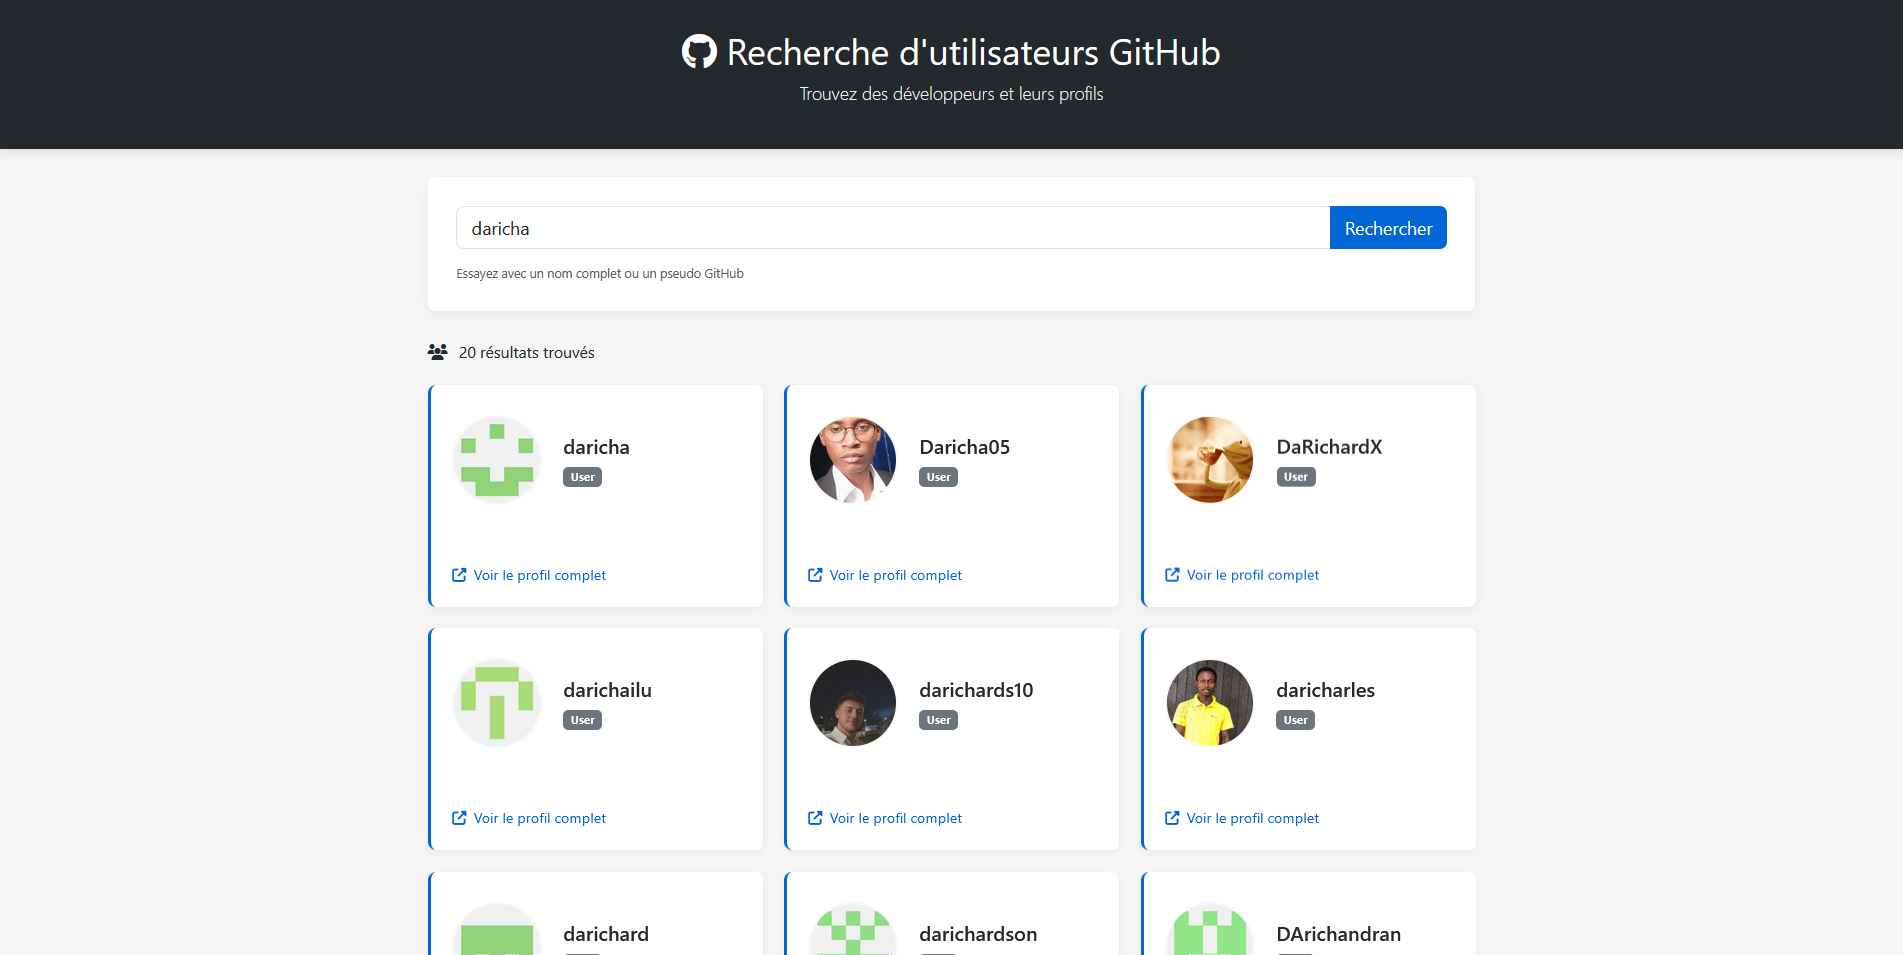 Recherche d'utilisateurs GitHub
Trouvez des développeurs et leurs profils
daricha
Rechercher
Essayez avec un nom complet ou un pseudo GitHub
20 résultats trouvés
daricha
User
Voir le profil complet
Daricha05
User
Voir le profil complet
DaRichardX
User
Voir le profil complet
darichailu
User
Voir le profil complet
darichards10
User
Voir le profil complet
daricharles
User
Voir le profil complet
darichard
darichardson
DArichandran